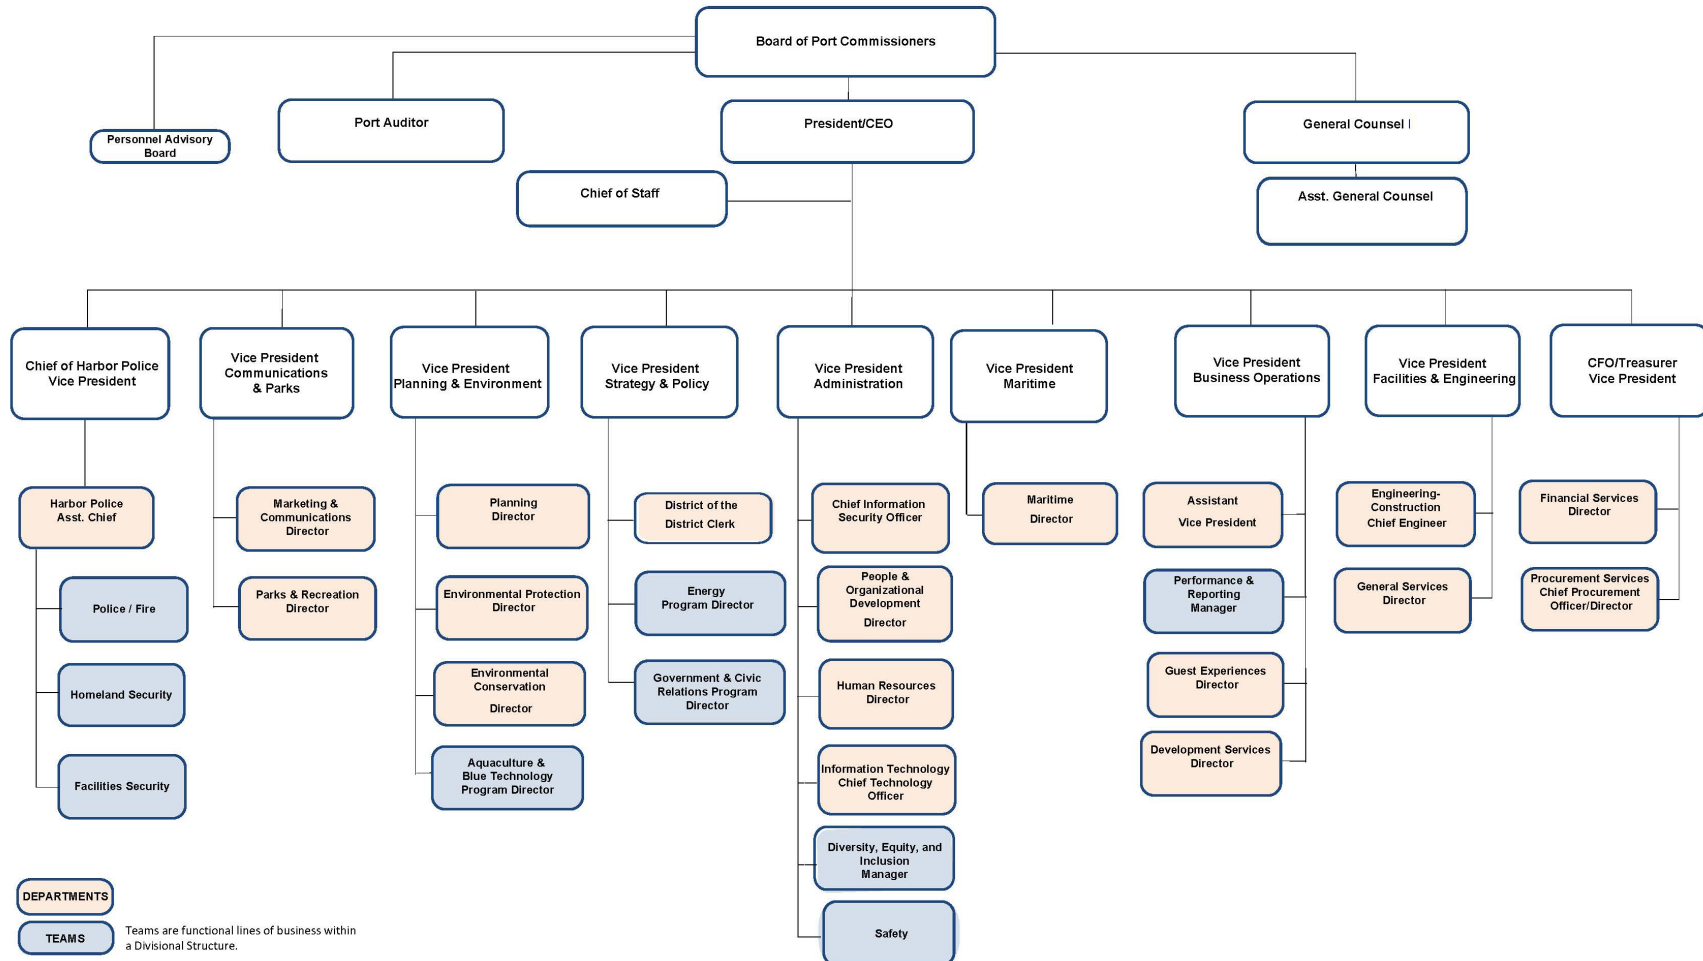 Board of Port Commissioners
Personnel Advisory
Board
Port Auditor
President/CEO
General Counsel
Chief of Staff
Asst. General Counsel
Chief of Harbor Police
Vice President
Vice President
Communications
& Parks
Vice President
Planning & Environment
Vice President
Strategy & Policy
Vice President
Administration
Vice President
Maritime
Vice President
Business Operations
Vice President
Facilities & Engineering
CFO/Treasurer
Vice President
Harbor Police
Asst. Chief
Police / Fire
Homeland Security
Facilities Security
Marketing &
Communications
Director
Parks & Recreation
Director
Planning
Director
Environmental Protection
Director
Environmental
Conservation
Director
Aquaculture &
Blue Technology
Program Director
District of the
District Clerk
Energy
Program Director
Government & Civic
Relations Program
Director
Chief Information
Security Officer
People &
Organizational
Development
Director
Human Resources
Director
Information Technology
Chief Technology
Officer
Diversity, Equity, and
Inclusion
Manager
Safety
Maritime
Director
Assistant
Vice President
Performance &
Reporting
Manager
Guest Experiences
Director
Development Services
Director
Engineering-
Construction
Chief Engineer
General Services
Director
Financial Services
Director
Procurement Services
Chief Procurement
Officer/Director
DEPARTMENTS
TEAMS
Teams are functional lines of business within
a Divisional Structure.